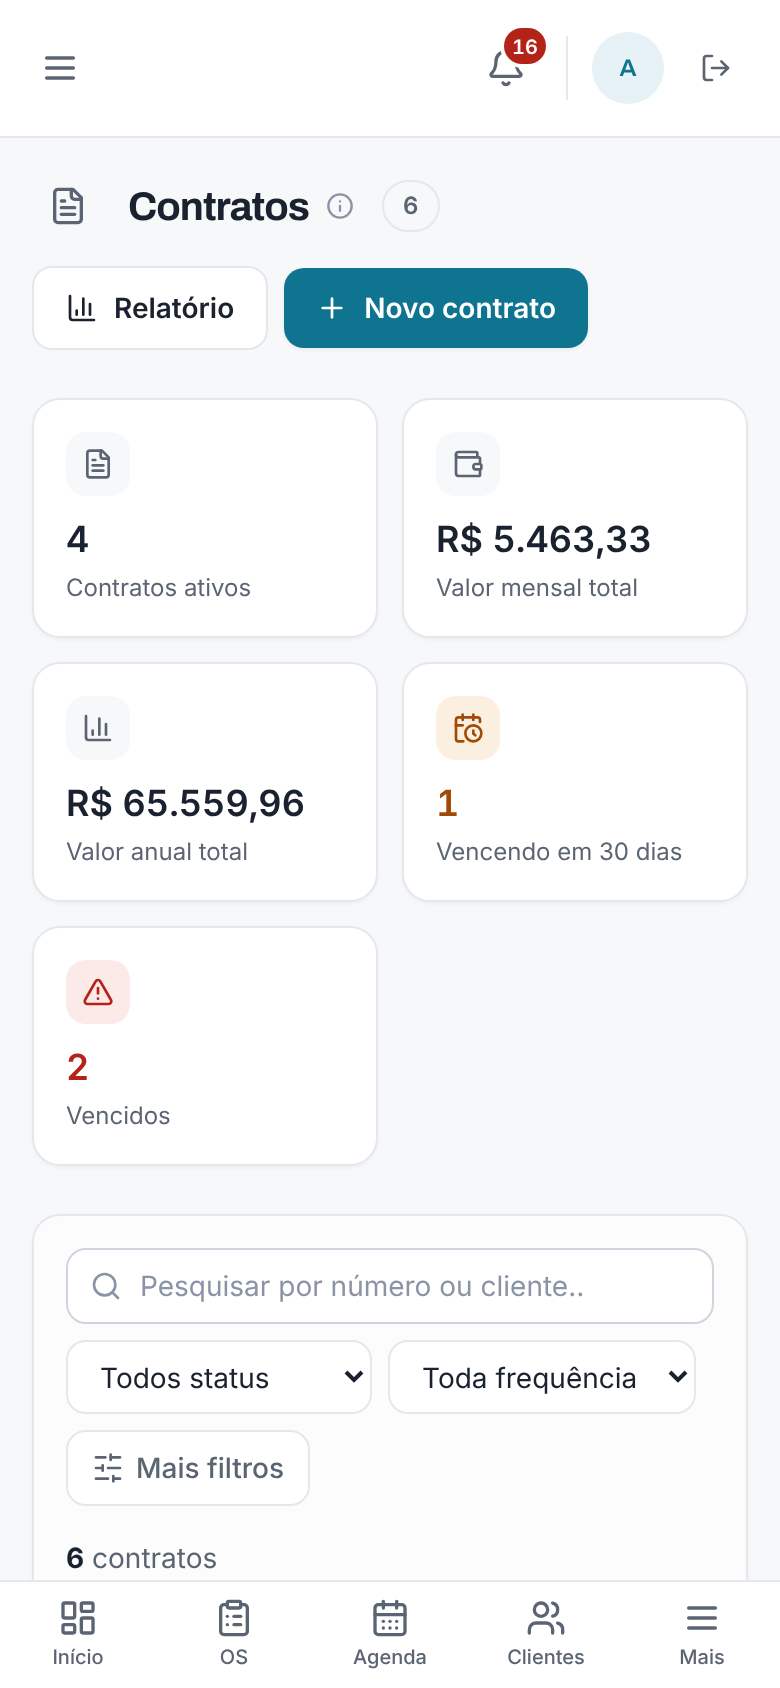 16
A
Contratos
6
Relatório
Novo contrato
4
Contratos ativos
R$ 5.463,33
Valor mensal total
R$ 65.559,96
Valor anual total
1
Vencendo em 30 dias
2
Vencidos
Pesquisar por número ou cliente..
Todos status
Toda frequência
Mais filtros
6 contratos
Início
OS
Agenda
Clientes
Mais